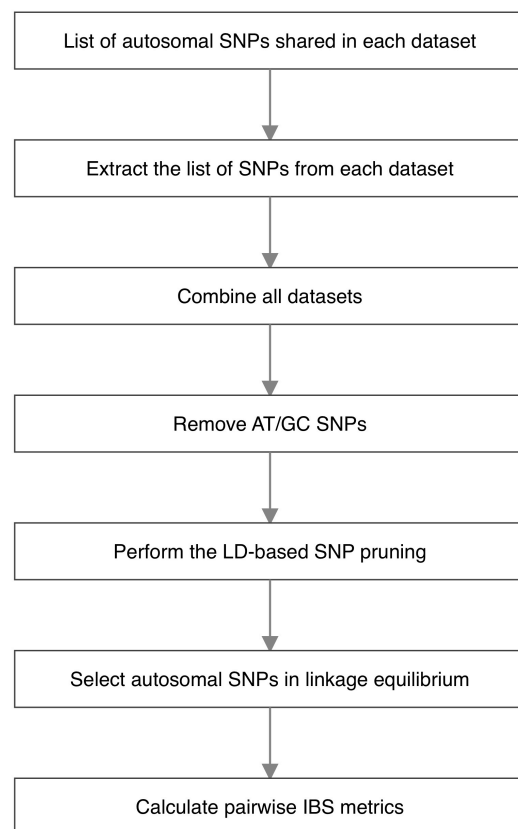 List of autosomal SNPs shared in each dataset
Extract the list of SNPs from each dataset
Combine all datasets
Remove AT/GC SNPs
Perform the LD-based SNP pruning
Select autosomal SNPs in linkage equilibrium
Calculate pairwise IBS metrics